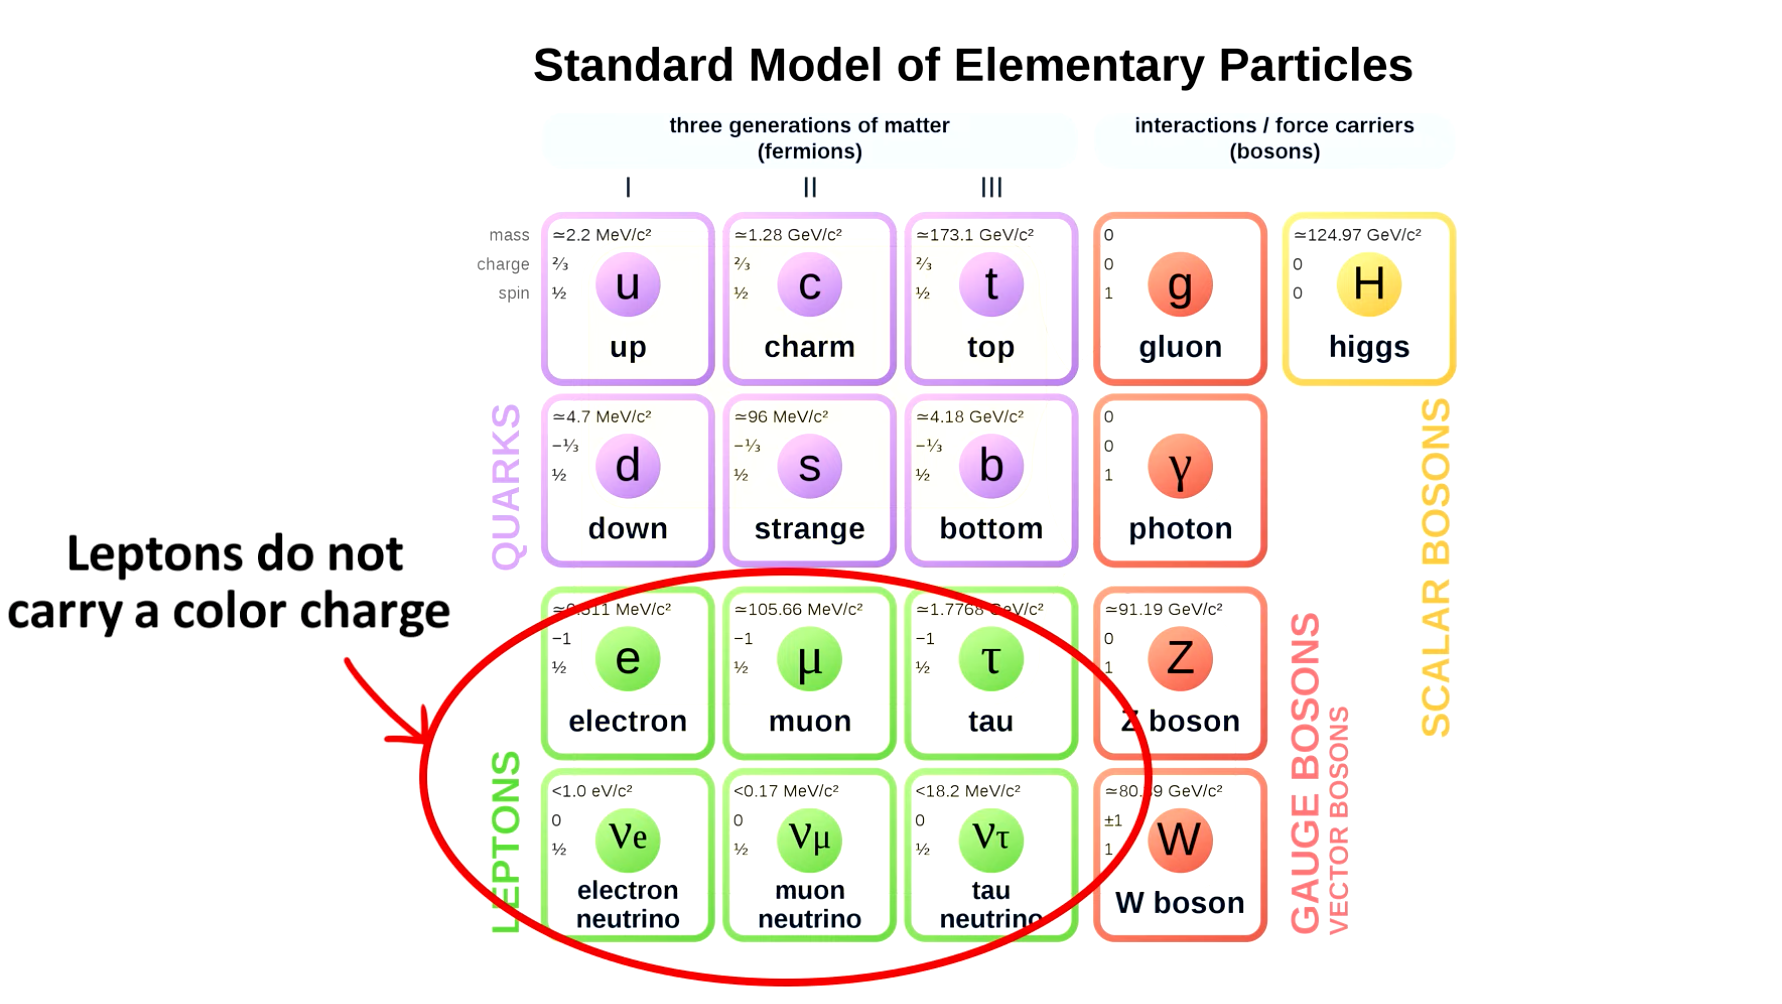 Standard Model of Elementary Particles
three generations of matter
(fermions)
interactions / force carriers
(bosons)
I
II
III
mass
charge
spin
≃2.2 MeV/c²
⅔
½
u
up
≃1.28 GeV/c²
⅔
½
c
charm
≃173.1 GeV/c²
⅔
½
t
top
0
0
1
g
gluon
≃124.97 GeV/c²
0
0
H
higgs
QUARKS
≃4.7 MeV/c²
−⅓
½
d
down
≃96 MeV/c²
−⅓
½
s
strange
≃4.18 GeV/c²
−⅓
½
b
bottom
0
0
1
γ
photon
SCALAR BOSONS
Leptons do not
carry a color charge
LEPTONS
≃0.511 MeV/c²
−1
½
e
electron
≃105.66 MeV/c²
−1
½
μ
muon
≃1.7768 GeV/c²
−1
½
τ
tau
≃91.19 GeV/c²
0
1
Z
Z boson
GAUGE BOSONS
VECTOR BOSONS
<1.0 eV/c²
0
½
νe
electron
neutrino
<0.17 MeV/c²
0
½
νμ
muon
neutrino
<18.2 MeV/c²
0
½
ντ
tau
neutrino
≃80.39 GeV/c²
±1
1
W
W boson